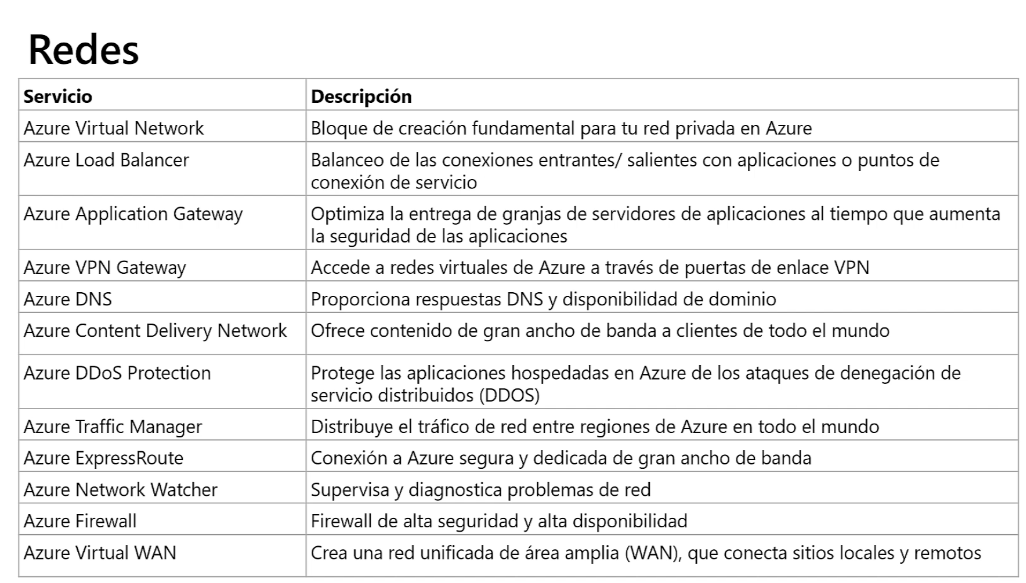 Redes
Servicio Descripción
Azure Virtual Network Bloque de creación fundamental para tu red privada en Azure
Azure Load Balancer Balanceo de las conexiones entrantes/ salientes con aplicaciones o puntos de
conexión de servicio
Azure Application Gateway Optimiza la entrega de granjas de servidores de aplicaciones al tiempo que aumenta
la seguridad de las aplicaciones
Azure VPN Gateway Accede a redes virtuales de Azure a través de puertas de enlace VPN
Azure DNS Proporciona respuestas DNS y disponibilidad de dominio
Azure Content Delivery Network Ofrece contenido de gran ancho de banda a clientes de todo el mundo
Azure DDoS Protection Protege las aplicaciones hospedadas en Azure de los ataques de denegación de
servicio distribuidos (DDOS)
Azure Traffic Manager Distribuye el tráfico de red entre regiones de Azure en todo el mundo
Azure ExpressRoute Conexión a Azure segura y dedicada de gran ancho de banda
Azure Network Watcher Supervisa y diagnostica problemas de red
Azure Firewall Firewall de alta seguridad y alta disponibilidad
Azure Virtual WAN Crea una red unificada de área amplia (WAN), que conecta sitios locales y remotos